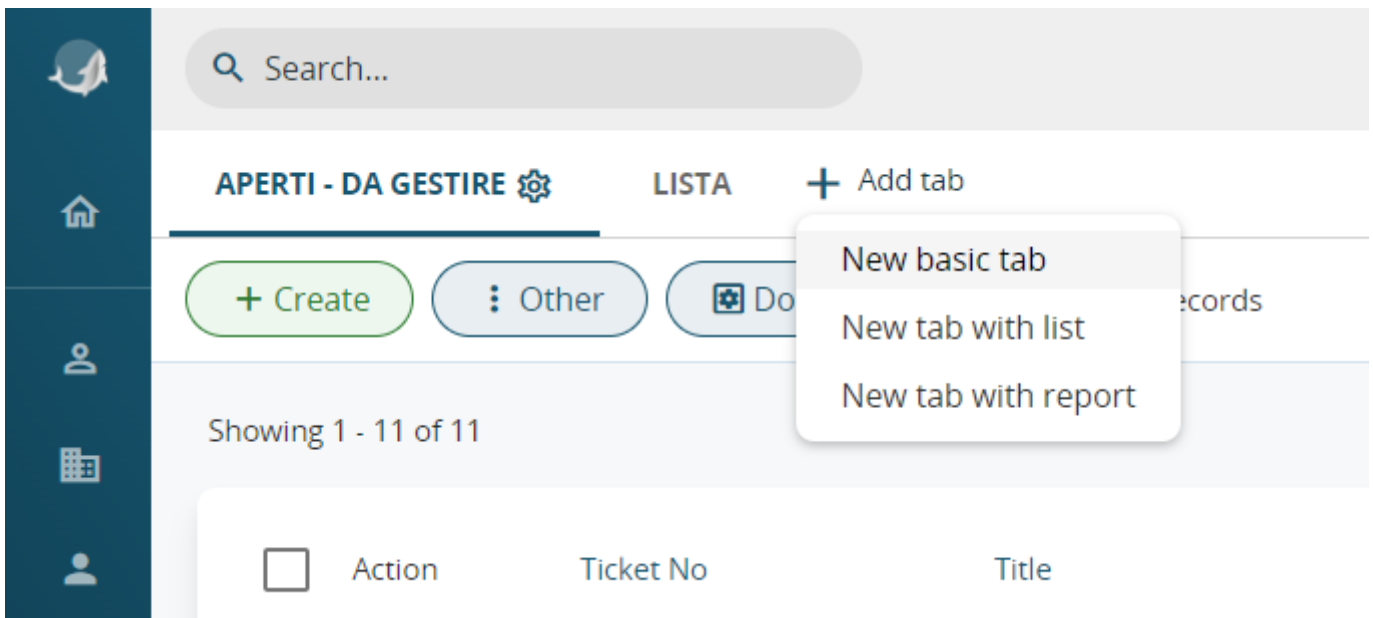 Search...
APERTI - DA GESTIRE LISTA + Add tab
New basic tab
+ Create Other
New tab with list
New tab with report
Showing 1 - 11 of 11
Action Ticket No Title